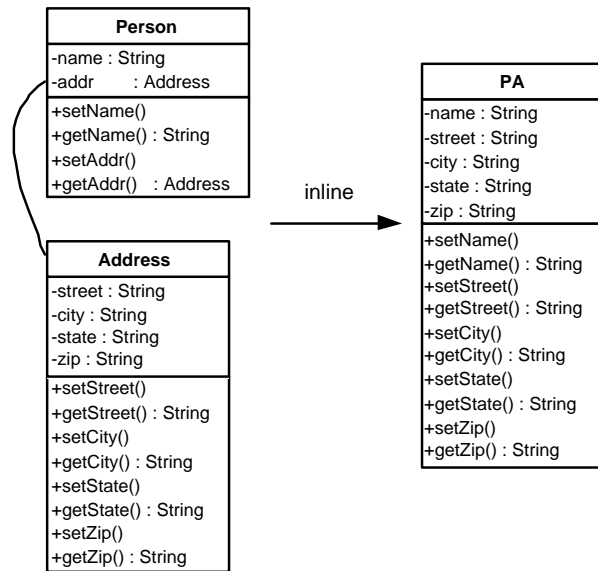 Person
-name : String
-addr : Address
+setName()
+getName() : String
+setAddr()
+getAddr() : Address
Address
-street : String
-city : String
-state : String
-zip : String
+setStreet()
+getStreet() : String
+setCity()
+getCity() : String
+setState()
+getState() : String
+setZip()
+getZip() : String
inline
PA
-name : String
-street : String
-city : String
-state : String
-zip : String
+setName()
+getName() : String
+setStreet()
+getStreet() : String
+setCity()
+getCity() : String
+setState()
+getState() : String
+setZip()
+getZip() : String